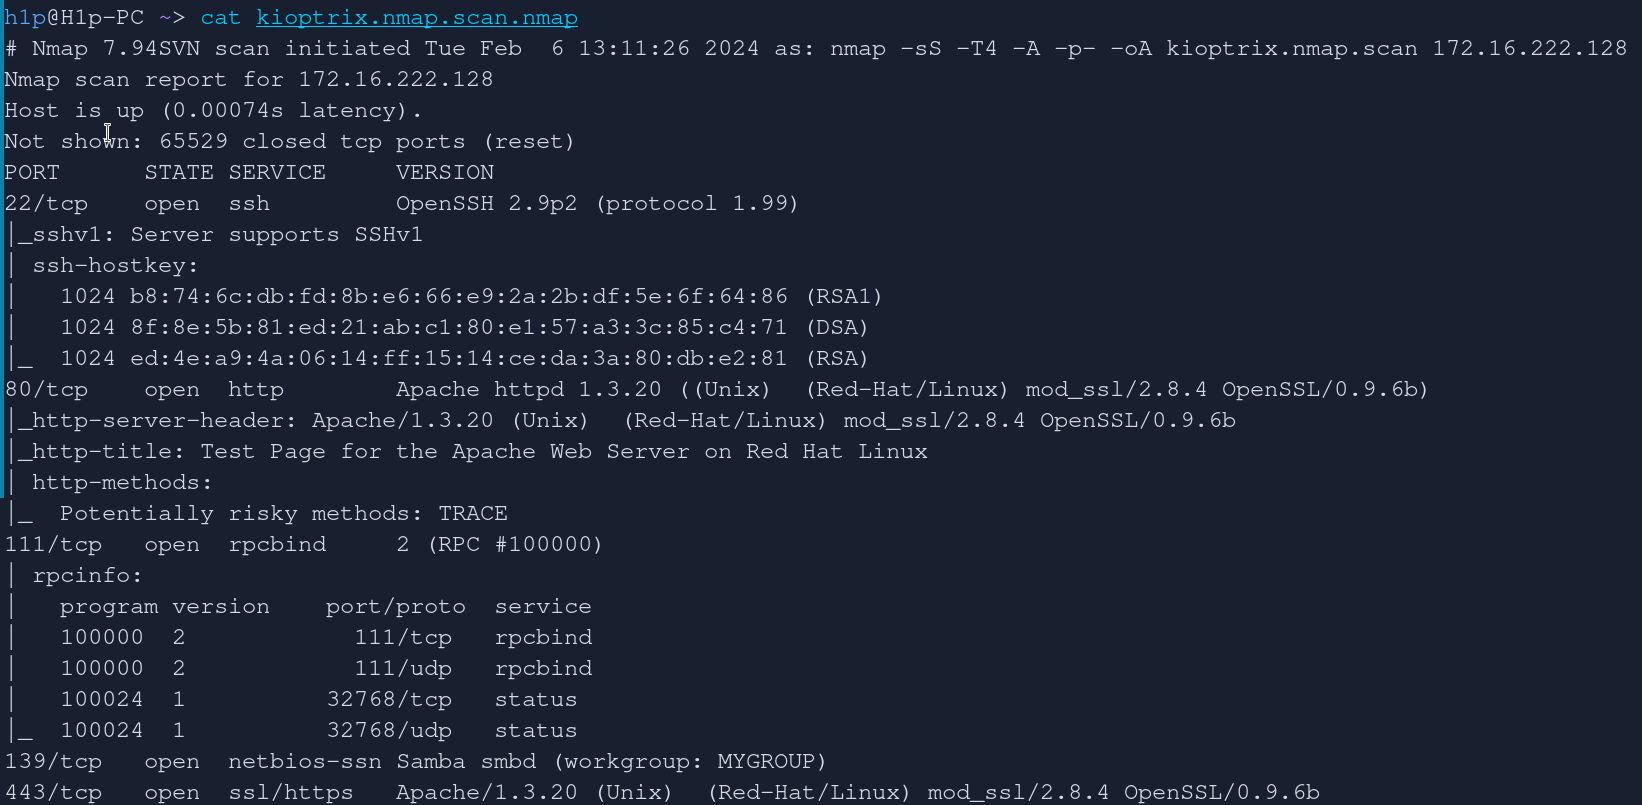 h1p@H1p-PC ~> cat kioptrix.nmap.scan.nmap
# Nmap 7.94SVN scan initiated Tue Feb  6 13:11:26 2024 as: nmap -sS -T4 -A -p- -oA kioptrix.nmap.scan 172.16.222.128
Nmap scan report for 172.16.222.128
Host is up (0.00074s latency).
Not shown: 65529 closed tcp ports (reset)
PORT      STATE SERVICE     VERSION
22/tcp    open  ssh         OpenSSH 2.9p2 (protocol 1.99)
|_sshv1: Server supports SSHv1
| ssh-hostkey:
|   1024 b8:74:6c:db:fd:8b:e6:66:e9:2a:2b:df:5e:6f:64:86 (RSA1)
|   1024 8f:8e:5b:81:ed:21:ab:c1:80:e1:57:a3:3c:85:c4:71 (DSA)
|_  1024 ed:4e:a9:4a:06:14:ff:15:14:ce:da:3a:80:db:e2:81 (RSA)
80/tcp    open  http        Apache httpd 1.3.20 ((Unix)  (Red-Hat/Linux) mod_ssl/2.8.4 OpenSSL/0.9.6b)
|_http-server-header: Apache/1.3.20 (Unix)  (Red-Hat/Linux) mod_ssl/2.8.4 OpenSSL/0.9.6b
|_http-title: Test Page for the Apache Web Server on Red Hat Linux
| http-methods:
|_  Potentially risky methods: TRACE
111/tcp   open  rpcbind     2 (RPC #100000)
| rpcinfo:
|   program version    port/proto  service
|   100000  2            111/tcp   rpcbind
|   100000  2            111/udp   rpcbind
|   100024  1          32768/tcp   status
|_  100024  1          32768/udp   status
139/tcp   open  netbios-ssn Samba smbd (workgroup: MYGROUP)
443/tcp   open  ssl/https   Apache/1.3.20 (Unix)  (Red-Hat/Linux) mod_ssl/2.8.4 OpenSSL/0.9.6b